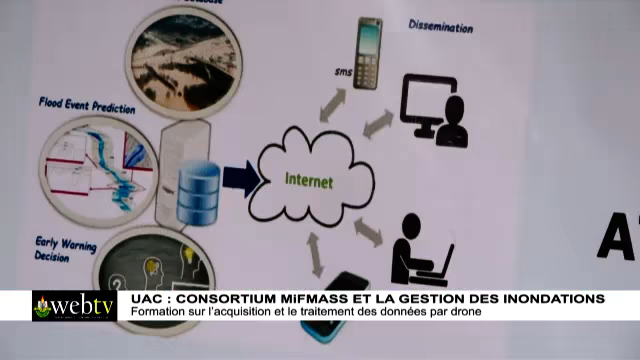 Dissemination
sms
Flood Event Prediction
Internet
Early Warning
Decision
?
webtv
UAC : CONSORTIUM MiFMASS ET LA GESTION DES INONDATIONS
Formation sur l'acquisition et le traitement des données par drone